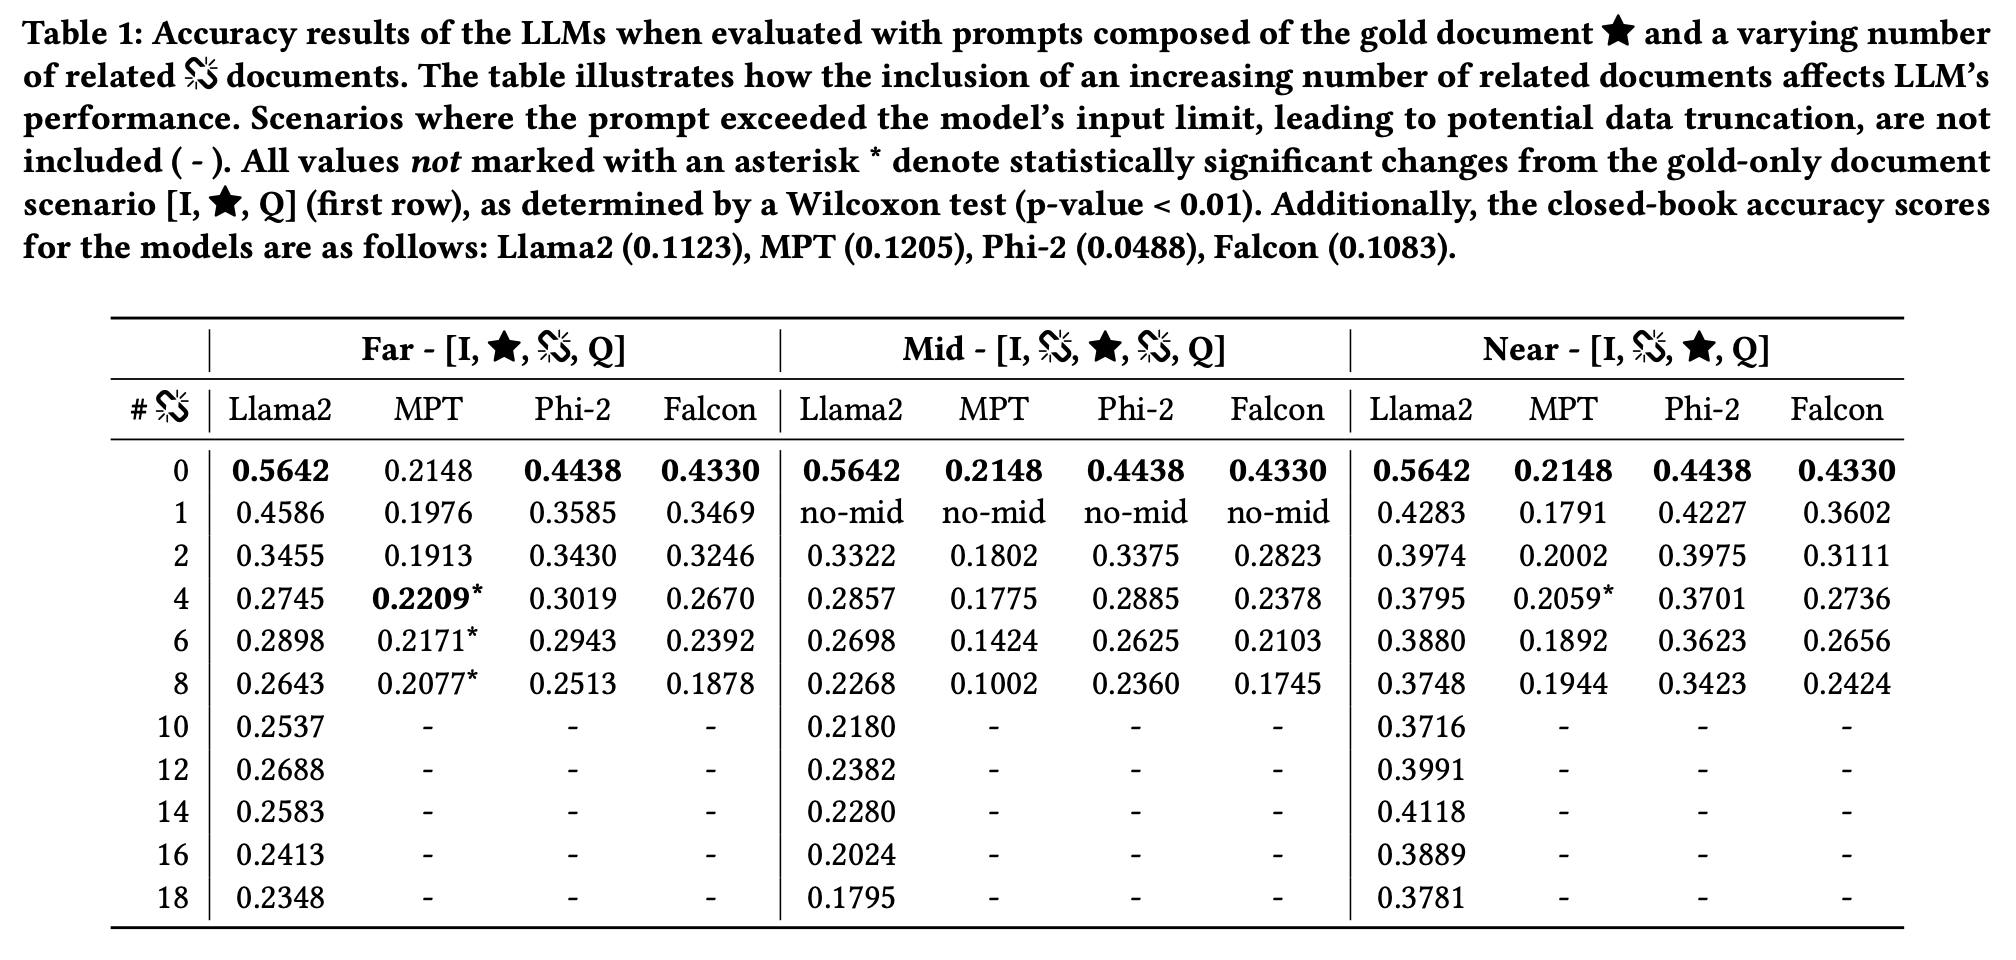 Table 1: Accuracy results of the LLMs when evaluated with prompts composed of the gold document ★ and a varying number
of related documents. The table illustrates how the inclusion of an increasing number of related documents affects LLM's
performance. Scenarios where the prompt exceeded the model's input limit, leading to potential data truncation, are not
included ( - ). All values not marked with an asterisk * denote statistically significant changes from the gold-only document
scenario [I, ★, Q] (first row), as determined by a Wilcoxon test (p-value < 0.01). Additionally, the closed-book accuracy scores
for the models are as follows: Llama2 (0.1123), MPT (0.1205), Phi-2 (0.0488), Falcon (0.1083).
Far - [I, ★, , Q] Mid - [I, , ★, , Q] Near - [I, , ★, Q]
# Llama2 MPT Phi-2 Falcon Llama2 MPT Phi-2 Falcon Llama2 MPT Phi-2 Falcon
0 0.5642 0.2148 0.4438 0.4330 0.5642 0.2148 0.4438 0.4330 0.5642 0.2148 0.4438 0.4330
1 0.4586 0.1976 0.3585 0.3469 no-mid no-mid no-mid no-mid 0.4283 0.1791 0.4227 0.3602
2 0.3455 0.1913 0.3430 0.3246 0.3322 0.1802 0.3375 0.2823 0.3974 0.2002 0.3975 0.3111
4 0.2745 0.2209* 0.3019 0.2670 0.2857 0.1775 0.2885 0.2378 0.3795 0.2059* 0.3701 0.2736
6 0.2898 0.2171* 0.2943 0.2392 0.2698 0.1424 0.2625 0.2103 0.3880 0.1892 0.3623 0.2656
8 0.2643 0.2077* 0.2513 0.1878 0.2268 0.1002 0.2360 0.1745 0.3748 0.1944 0.3423 0.2424
10 0.2537 - - - 0.2180 - - - 0.3716 - - -
12 0.2688 - - - 0.2382 - - - 0.3991 - - -
14 0.2583 - - - 0.2280 - - - 0.4118 - - -
16 0.2413 - - - 0.2024 - - - 0.3889 - - -
18 0.2348 - - - 0.1795 - - - 0.3781 - - -